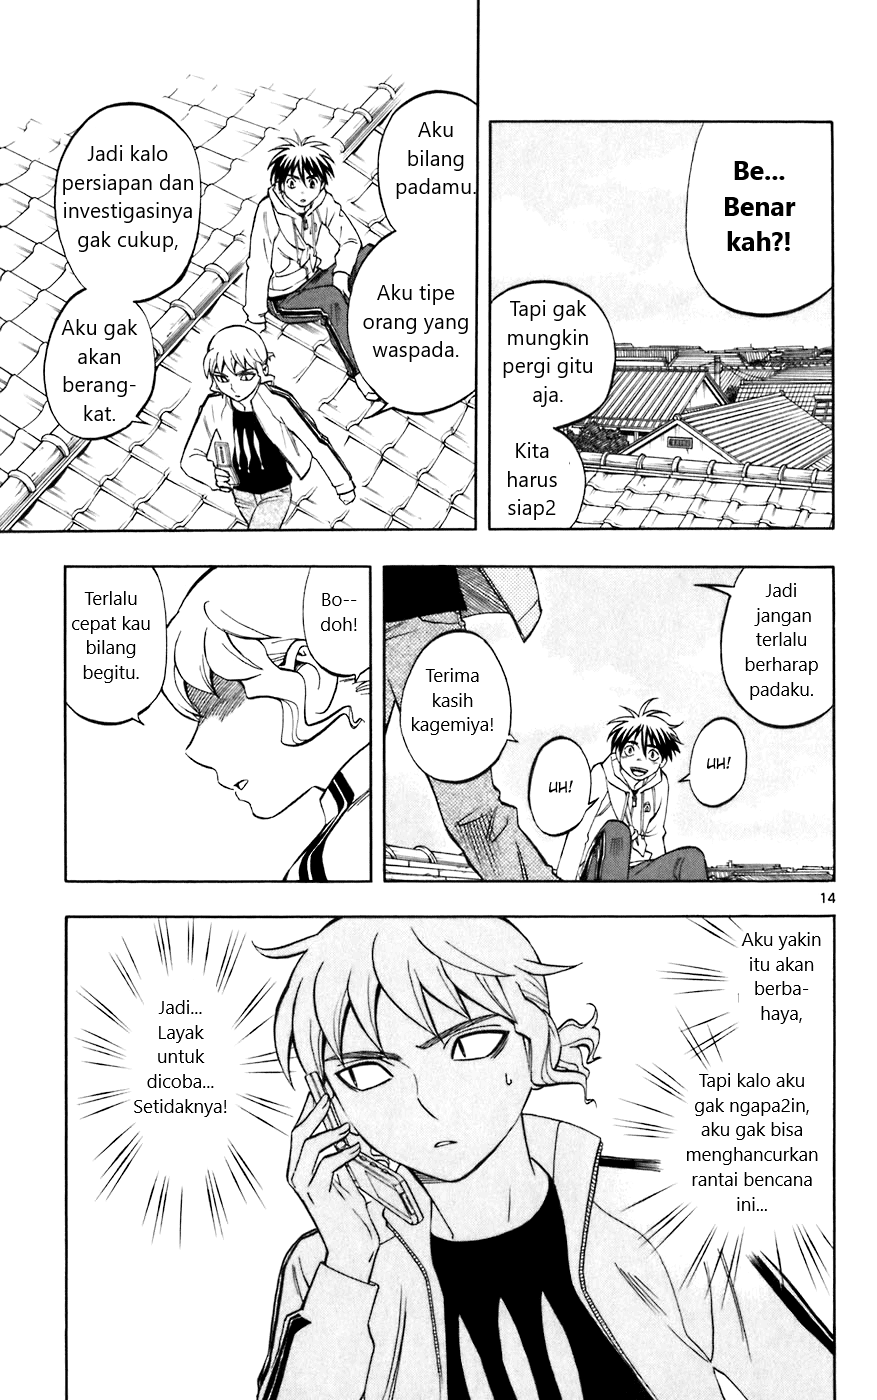 Be...
Benar
kah?!
Tapi gak
mungkin
pergi gitu
aja.
Kita
harus
siap2
Aku
bilang
padamu.
Aku tipe
orang yang
waspada.
Jadi kalo
persiapan dan
investigasinya
gak cukup,
Aku gak
akan
berang-
kat.
Jadi
jangan
terlalu
berharap
padaku.
UH!
UH!
Terima
kasih
kagemiya!
Bo--
doh!
Terlalu
cepat kau
bilang
begitu.
14
Aku yakin
itu akan
berba-
haya,
Tapi kalo aku
gak ngapa2in,
aku gak bisa
menghancurkan
rantai bencana
ini...
Jadi...
Layak
untuk
dicoba...
Setidaknya!